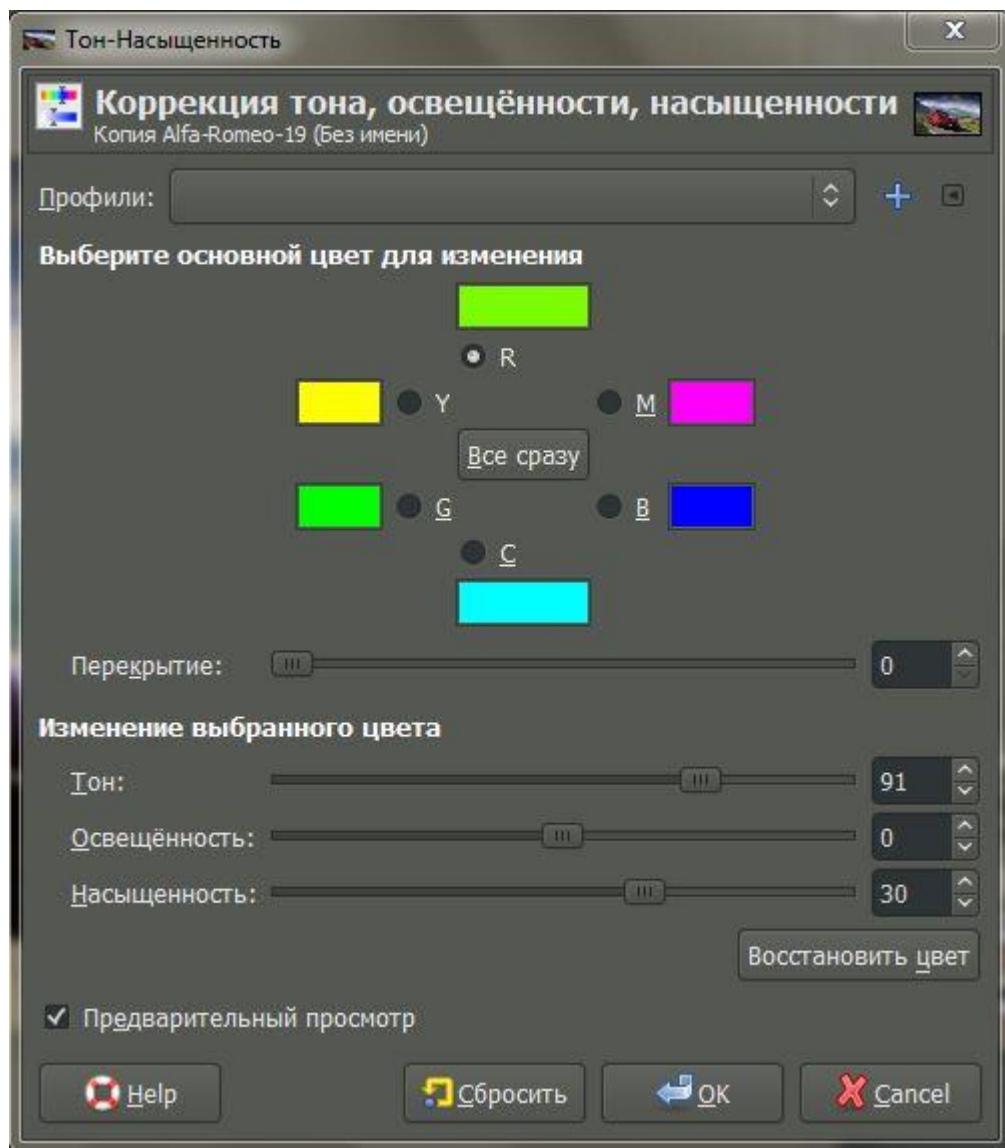 Тон-Насыщенность
x
Коррекция тона, освещённости, насыщенности
Копия Alfa-Romeo-19 (Без имени)
Профили:
Выберите основной цвет для изменения
R
Y M
Все сразу
G B
C
Перекрытие: 0
Изменение выбранного цвета
Тон: 91
Освещённость: 0
Насыщенность: 30
Восстановить цвет
Предварительный просмотр
Help Сбросить OK Cancel